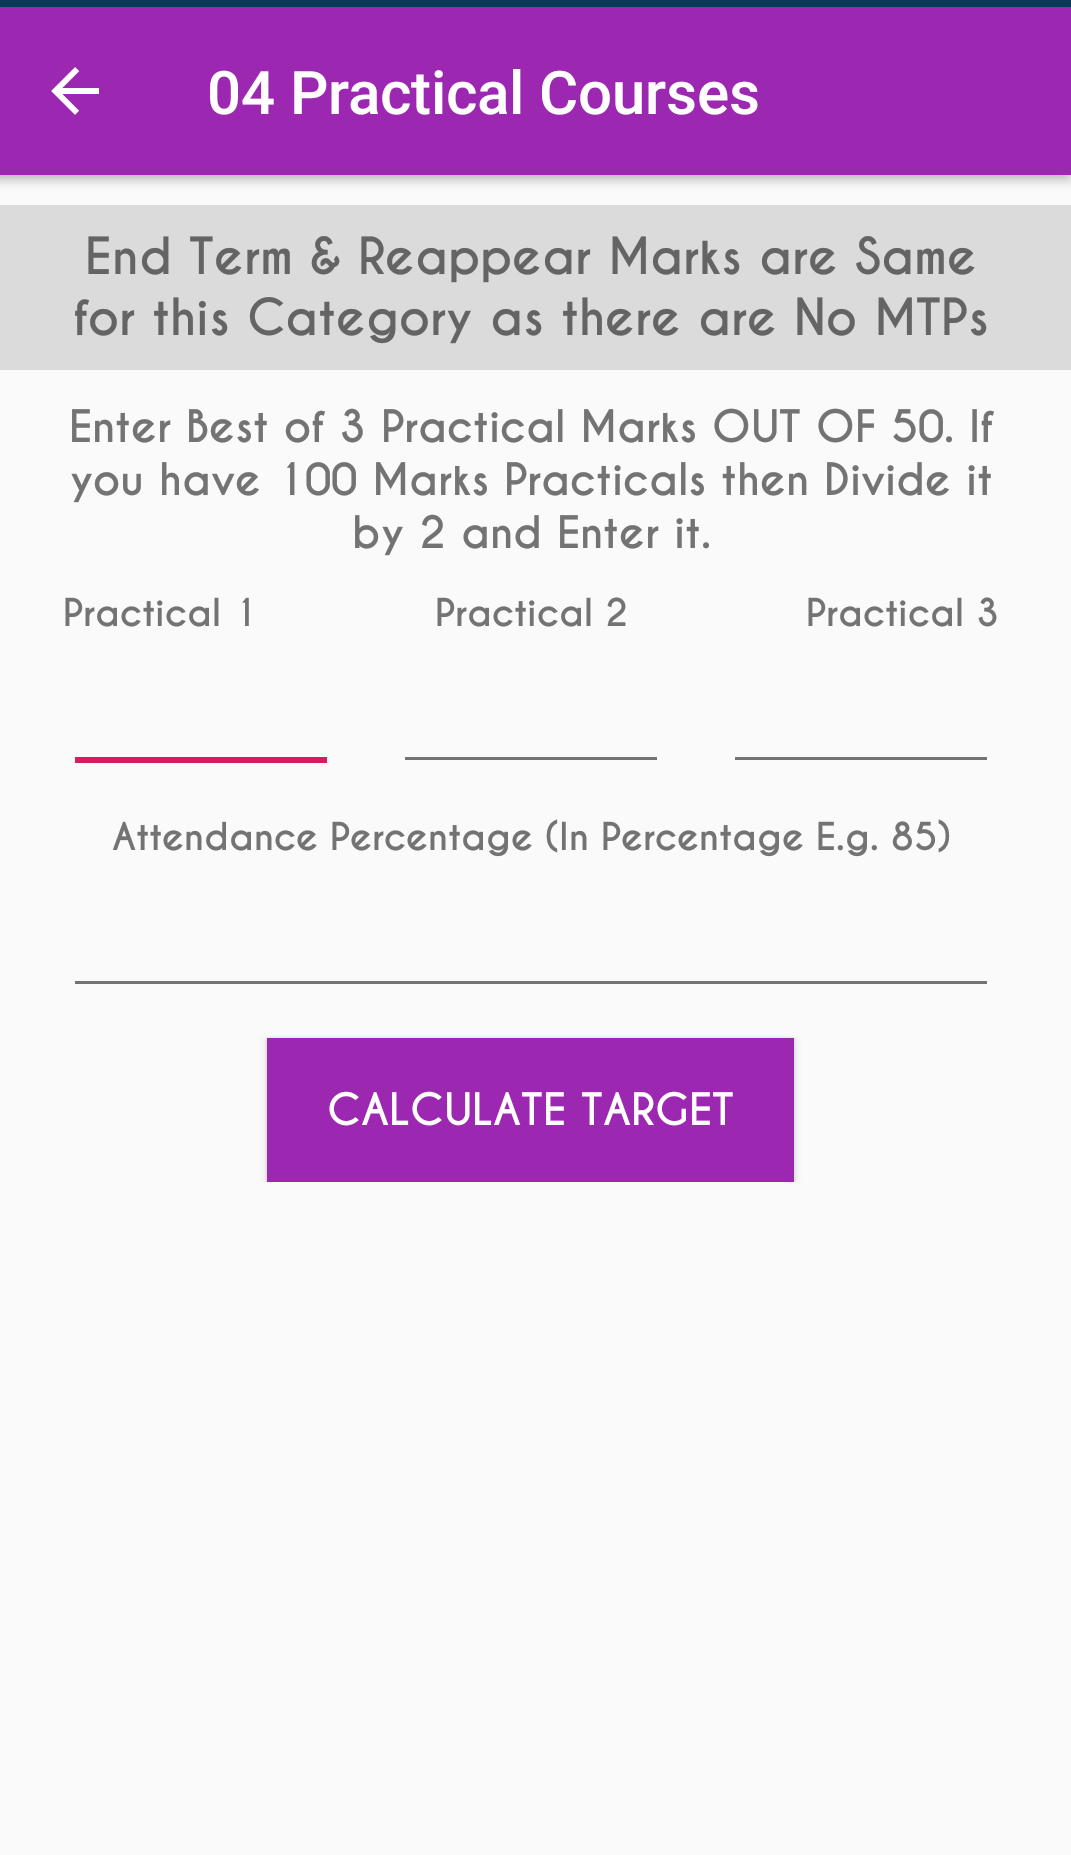 04 Practical Courses
End Term & Reappear Marks are Same
for this Category as there are No MTPs
Enter Best of 3 Practical Marks OUT OF 50. If
you have 100 Marks Practicals then Divide it
by 2 and Enter it.
Practical 1 Practical 2 Practical 3
Attendance Percentage (In Percentage E.g. 85)
CALCULATE TARGET